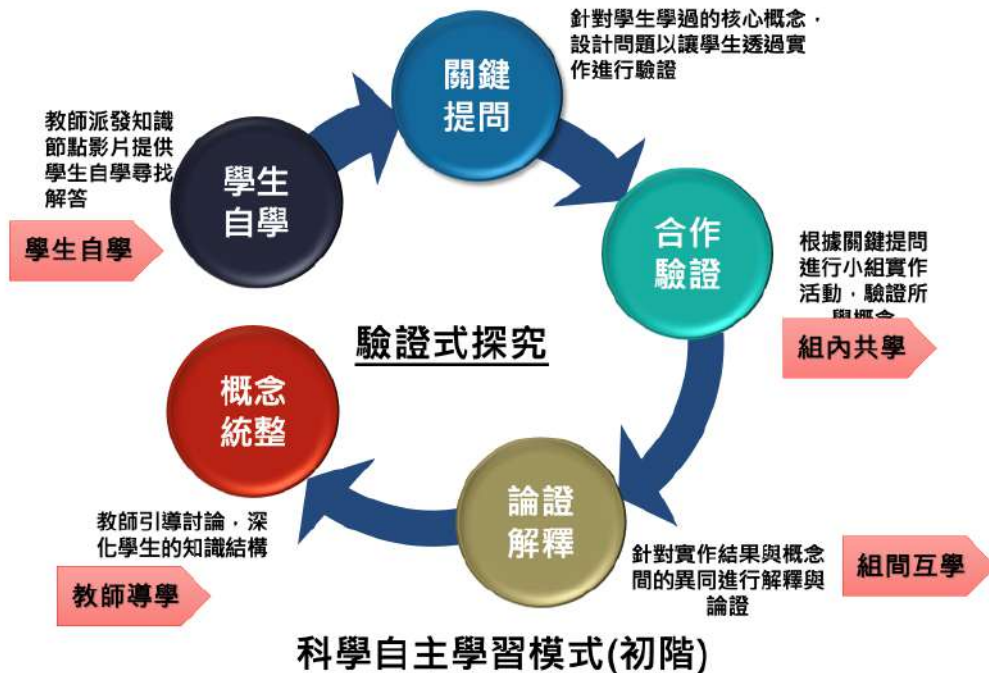 關鍵
提問
針對學生學過的核心概念，
設計問題以讓學生透過實
作進行驗證
教師派發知識
節點影片提供
學生自學尋找
解答
學生自學
學生
自學
合作
驗證
根據關鍵提問
進行小組實作
活動，驗證所
學概念
組內共學
驗證式探究
概念
統整
教師引導討論，深
化學生的知識結構
教師導學
論證
解釋
針對實作結果與概念
間的異同進行解釋與
論證
組間互學
科學自主學習模式(初階)